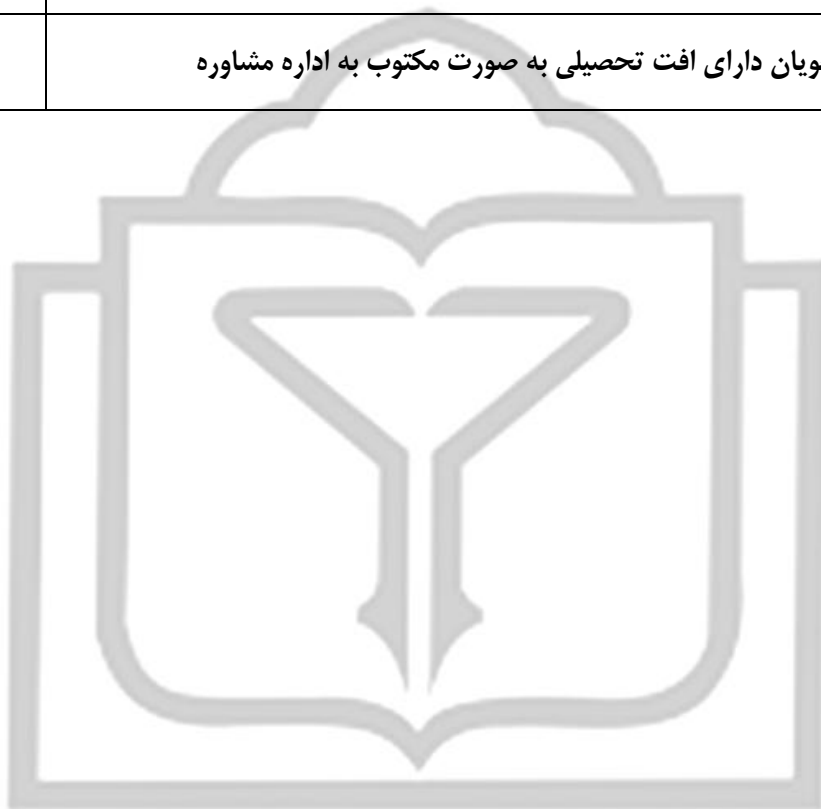 ویان دارای افت تحصیلی به صورت مکتوب به اداره مشاوره